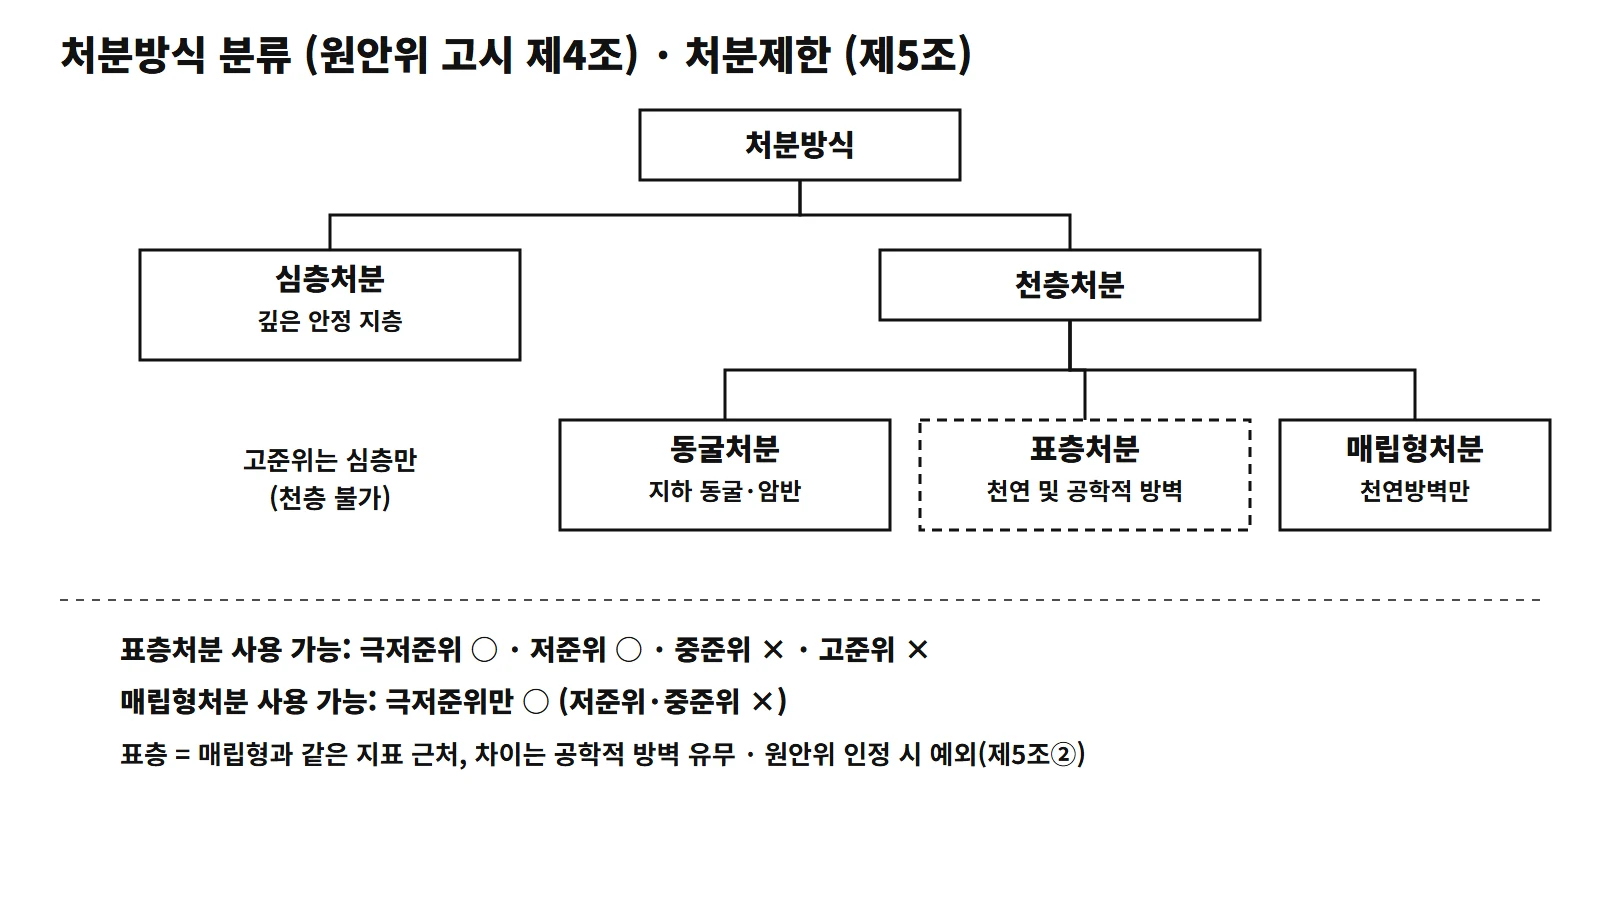 처분방식 분류 (원안위 고시 제4조) · 처분제한 (제5조)
처분방식
심층처분
깊은 안정 지층
천층처분
고준위는 심층만
(천층 불가)
동굴처분
지하 동굴·암반
표층처분
천연 및 공학적 방벽
매립형처분
천연방벽만
표층처분 사용 가능: 극저준위 ○ · 저준위 ○ · 중준위 × · 고준위 ×
매립형처분 사용 가능: 극저준위만 ○ (저준위·중준위 ×)
표층 = 매립형과 같은 지표 근처, 차이는 공학적 방벽 유무 · 원안위 인정 시 예외(제5조②)